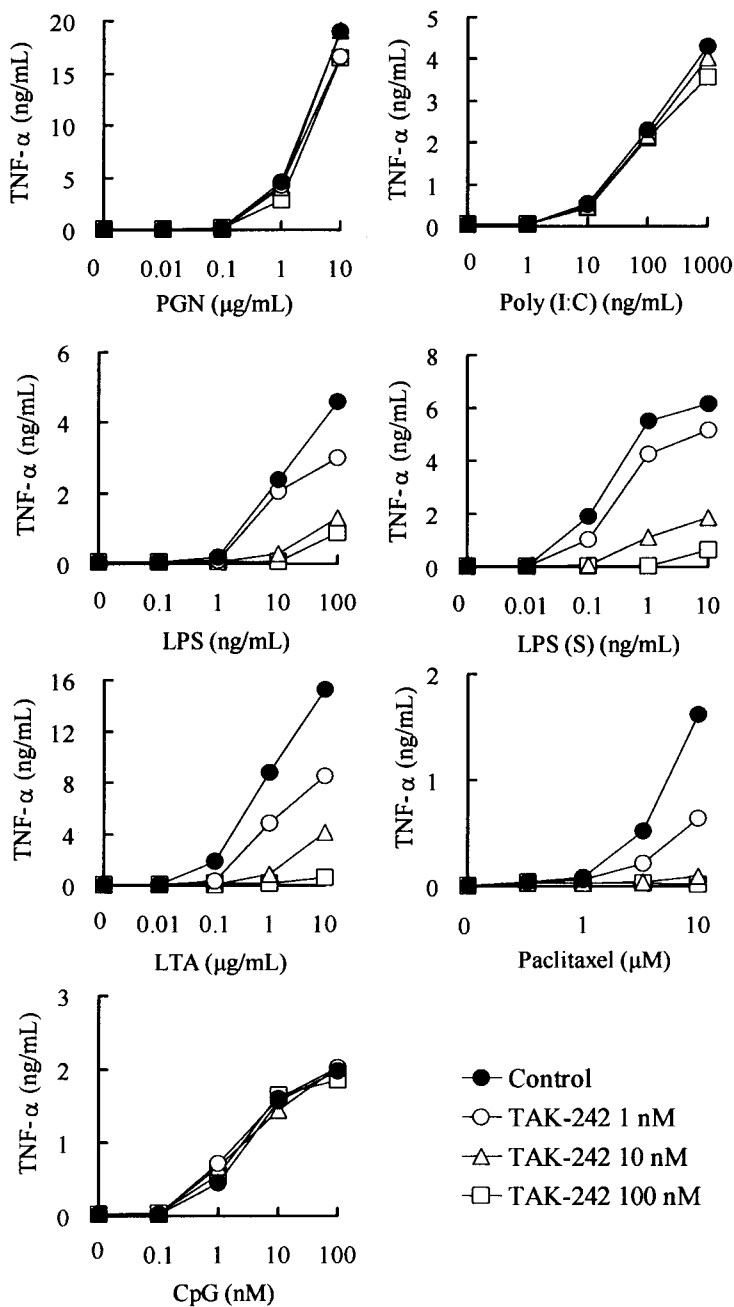 20
15
10
5
0
TNF-α (ng/mL)
0 0.01 0.1 1 10
PGN (μg/mL)
5
4
3
2
1
0
TNF-α (ng/mL)
0 1 10 100 1000
Poly (I:C) (ng/mL)
6
4
2
0
TNF-α (ng/mL)
0 0.1 1 10 100
LPS (ng/mL)
8
6
4
2
0
TNF-α (ng/mL)
0 0.01 0.1 1 10
LPS (S) (ng/mL)
16
12
8
4
0
TNF-α (ng/mL)
0 0.01 0.1 1 10
LTA (μg/mL)
2
1
0
TNF-α (ng/mL)
0 1 10
Paclitaxel (μM)
3
2
1
0
TNF-α (ng/mL)
0 0.1 1 10 100
CpG (nM)
Control
TAK-242 1 nM
TAK-242 10 nM
TAK-242 100 nM